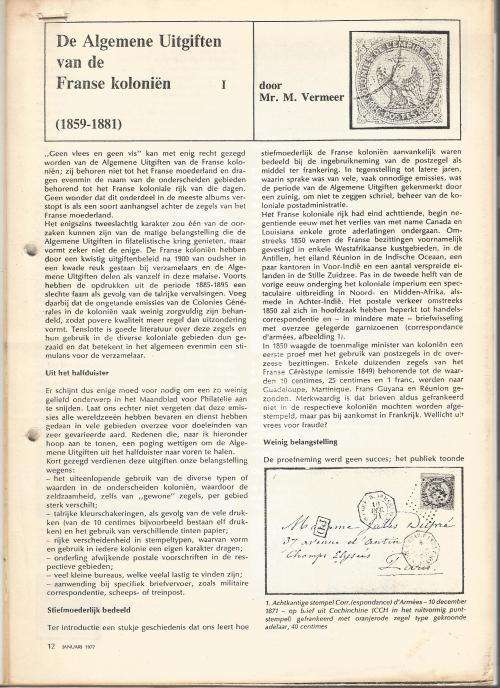 De Algemene Uitgiften
van de
Franse koloniën I
(1859-1881)
door
Mr. M. Vermeer
„Geen vlees en geen vis" kan met enig recht gezegd
worden van de Algemene Uitgiften van de Franse kolo-
niën; zij behoren niet tot het Franse moederland en dra-
gen evenmin de naam van de onderscheiden gebieden
behorend tot het Franse koloniale rijk van die dagen.
Geen wonder dat dit onderdeel in de meeste albums ver-
stopt is als een soort aanhangsel achter de zegels van het
Franse moederland.
Het enigszins tweeslachtig karakter zou één van de oor-
zaken kunnen zijn van de matige belangstelling die de
Algemene Uitgiften in filatelistische kring genieten, maar
vormt zeker niet de enige. De Franse koloniën hebben
door een kwistig uitgiftenbeleid na 1900 van ousher in
een kwade reuk gestaan bij verzamelaars en de Alge-
mene Uitgiften delen als vanzelf in deze malaise. Voorts
hebben de opdrukken uit de periode 1885-1895 een
slechte faam als gevolg van de talrijke vervalsingen. Voeg
daarbij dat de ongetande emissies van de Colonies Géné-
rales in de koloniën vaak weinig zorgvuldig zijn behan-
deld, zodat povere kwaliteit meer regel dan uitzondering
vormt. Tenslotte is goede literatuur over deze zegels en
hun gebruik in de diverse koloniale gebieden dun ge-
zaaid en dat betekent in het algemeen evenmin een sti-
mulans voor de verzamelaar.
Uit het halfduister
Er schijnt dus enige moed voor nodig om een zo weinig
geliefd onderwerp in het Maandblad voor Philatelie aan
te snijden. Laat ons echter niet vergeten dat deze emis-
sies alle wereldzeeën hebben bevaren en dienst hebben
gedaan in vele gebieden overzee voor doeleinden van
zeer gevarieerde aard. Redenen die, naar is hieronder
hoop aan te tonen, een poging wettigen om de Alge-
mene Uitgiften uit het halfduister naar voren te halen.
Kort gezegd verdienen deze uitgiften onze belangstelling
wegens:
– het uiteenlopende gebruik van de diverse typen of
waarden in de onderscheiden koloniën, waardoor de
zeldzaamheid, zelfs van „gewone" zegels, per gebied
sterk verschilt;
– talrijke kleurschakeringen, als gevolg van de vele druk-
ken (van de 10 centimes bijvoorbeeld bestaan elf druk-
ken) en het gebruik van verschillende tinten papier;
– rijke verscheidenheid in stempeltypen, waarvan vorm
en gebruik in iedere kolonie een eigen karakter dragen;
– onderling afwijkende postale voorschriften in de res-
pectieve gebieden;
– veel kleine bureaus, welke veelal lastig te vinden zijn;
– aanwending bij specifiek briefvervoer, zoals militaire
correspondentie, scheeps- of treinpost.
Stiefmoederlijk bedeeld
Ter introductie een stukje geschiedenis dat ons leert hoe
12 JANUARI 1977
stiefmoederlijk de Franse koloniën aanvankelijk waren
bedeeld bij de ingebruikneming van de postzegel als
middel ter frankering. In tegenstelling tot latere jaren,
waarin sprake was van vele, vaak onnodige emissies, was
de periode van de Algemene Uitgiften gekenmerkt door
een zuinig, om niet te zeggen schriel, beheer van de ko-
loniale postadministratie.
Het Franse koloniale rijk had eind achttiende, begin ne-
gentiende eeuw met het verlies van met name Canada en
Louisiana enkele grote aderlatingen ondergaan. Om-
streeks 1850 waren de Franse bezittingen voornamelijk
gevestigd in enkele Westafrikaanse kustgebieden, in de
Antillen, het eiland Réunion in de Indische Oceaan, een
paar kantoren in Voor-Indië en een aantal verspreide ei-
landen in de Stille Zuidzee. Pas in de tweede helft van de
vorige eeuw onderging het koloniale imperium een spec-
taculaire uitbreiding in Noord- en Midden-Afrika, als-
mede in Achter-Indië. Het postale verkeer omstreeks
1850 zal zich in hoofdzaak hebben beperkt tot handels-
correspondentie en – in mindere mate – briefwisseling
met overzee gelegerde garnizoenen (correspondance
d'armées, afbeelding 1).
In 1850 waagde de toenmalige minister van koloniën een
eerste proef met het gebruik van postzegels in de over-
zeese bezittingen. Enkele duizenden zegels van het
Franse Cérèstype (emissie 1849) behorende tot de waar-
den 10 centimes, 25 centimes en 1 franc, werden naar
Guadeloupe, Martinique, Frans Guyana en Réunion ge-
zonden. Merkwaardig is dat brieven aldus gefrankeerd
niet in de respectieve koloniën mochten worden afge-
stempeld, maar pas bij aankomst in Frankrijk. Wellicht uit
vrees voor fraude?
Weinig belangstelling
De proefneming werd geen succes; het publiek toonde
PD
Madame Jules Dupré
37 avenue d'Antin
Champs Elysées
Paris
1. Achtkantige stempel Corr.(espondance) d'Armées – 10 december
1871 – op brief uit Cochinchine (CCH in het ruitvormig punt-
stempel) gefrankeerd met oranjerode zegel type gekroonde
adelaar, 40 centimes